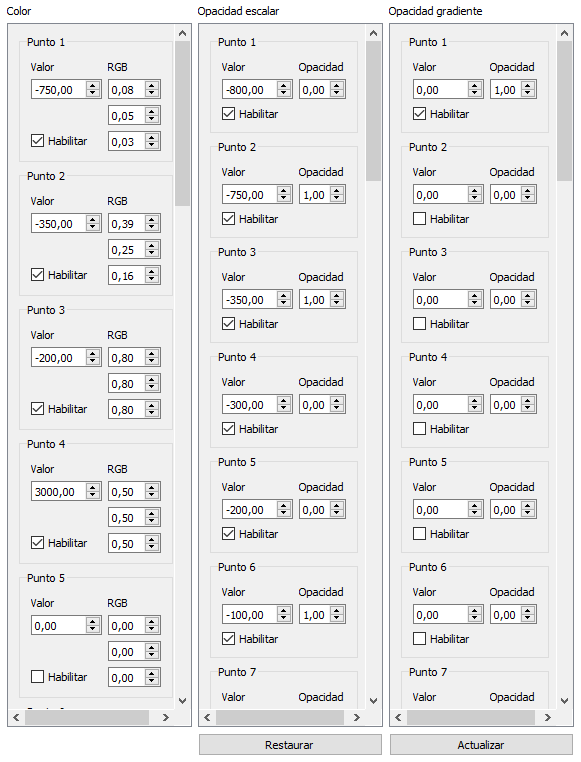 Color
Punto 1
Valor RGB
-750,00 0,08
0,05
Habilitar 0,03
Punto 2
Valor RGB
-350,00 0,39
0,25
Habilitar 0,16
Punto 3
Valor RGB
-200,00 0,80
0,80
Habilitar 0,80
Punto 4
Valor RGB
3000,00 0,50
0,50
Habilitar 0,50
Punto 5
Valor RGB
0,00 0,00
0,00
Habilitar 0,00
Opacidad escalar
Punto 1
Valor Opacidad
-800,00 0,00
Habilitar
Punto 2
Valor Opacidad
-750,00 1,00
Habilitar
Punto 3
Valor Opacidad
-350,00 1,00
Habilitar
Punto 4
Valor Opacidad
-300,00 0,00
Habilitar
Punto 5
Valor Opacidad
-200,00 0,00
Habilitar
Punto 6
Valor Opacidad
-100,00 1,00
Habilitar
Punto 7
Valor Opacidad
Restaurar
Opacidad gradiente
Punto 1
Valor Opacidad
0,00 1,00
Habilitar
Punto 2
Valor Opacidad
0,00 0,00
Habilitar
Punto 3
Valor Opacidad
0,00 0,00
Habilitar
Punto 4
Valor Opacidad
0,00 0,00
Habilitar
Punto 5
Valor Opacidad
0,00 0,00
Habilitar
Punto 6
Valor Opacidad
0,00 0,00
Habilitar
Punto 7
Valor Opacidad
Actualizar